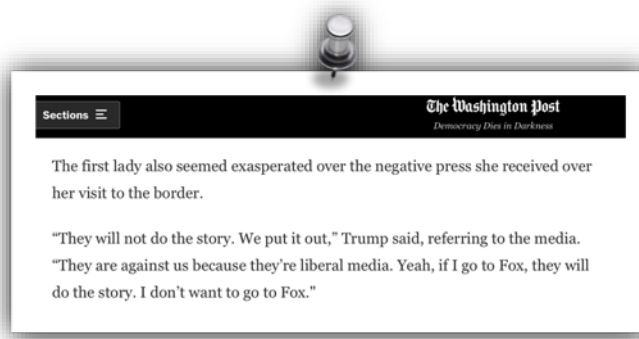 Sections
The Washington Post
Democracy Dies in Darkness
The first lady also seemed exasperated over the negative press she received over
her visit to the border.
“They will not do the story. We put it out,” Trump said, referring to the media.
“They are against us because they’re liberal media. Yeah, if I go to Fox, they will
do the story. I don’t want to go to Fox."